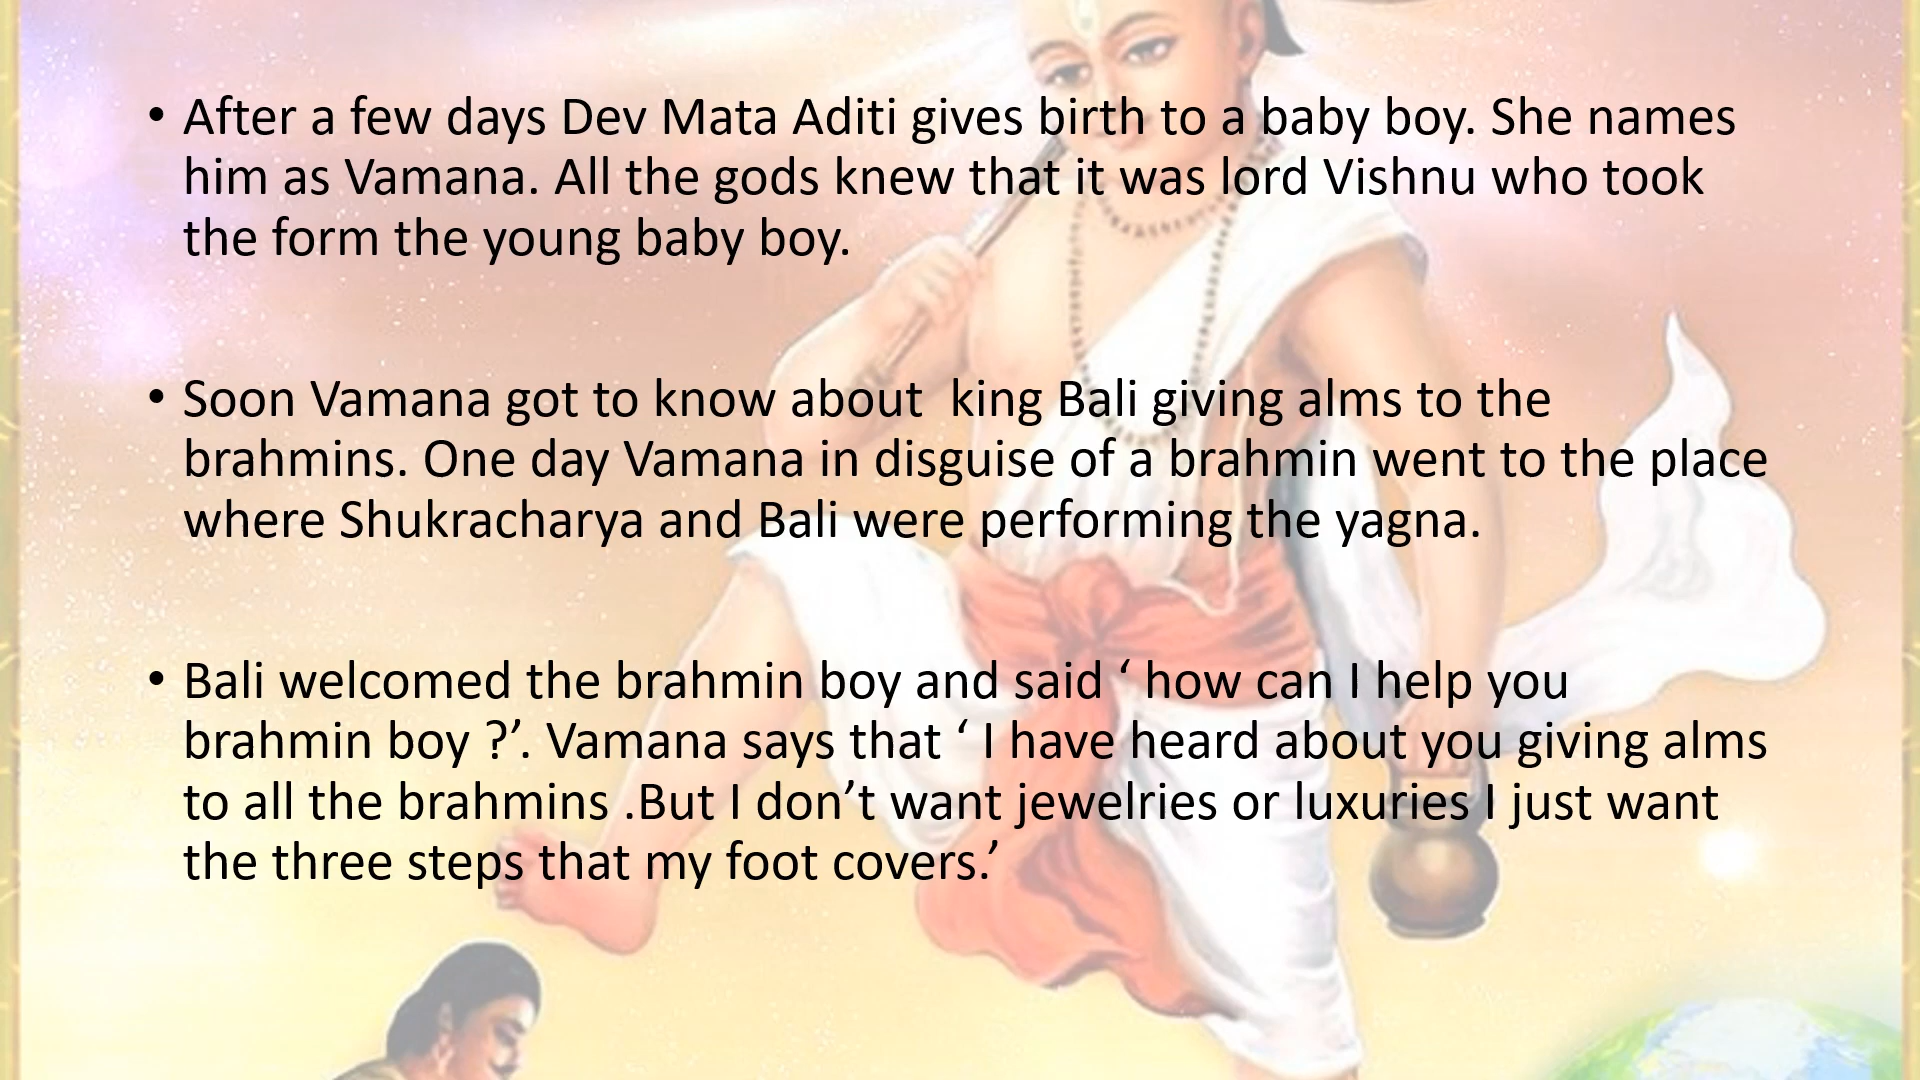 • After a few days Dev Mata Aditi gives birth to a baby boy. She names
him as Vamana. All the gods knew that it was lord Vishnu who took
the form the young baby boy.
• Soon Vamana got to know about  king Bali giving alms to the
brahmins. One day Vamana in disguise of a brahmin went to the place
where Shukracharya and Bali were performing the yagna.
• Bali welcomed the brahmin boy and said ‘ how can I help you
brahmin boy ?’. Vamana says that ‘ I have heard about you giving alms
to all the brahmins .But I don’t want jewelries or luxuries I just want
the three steps that my foot covers.’